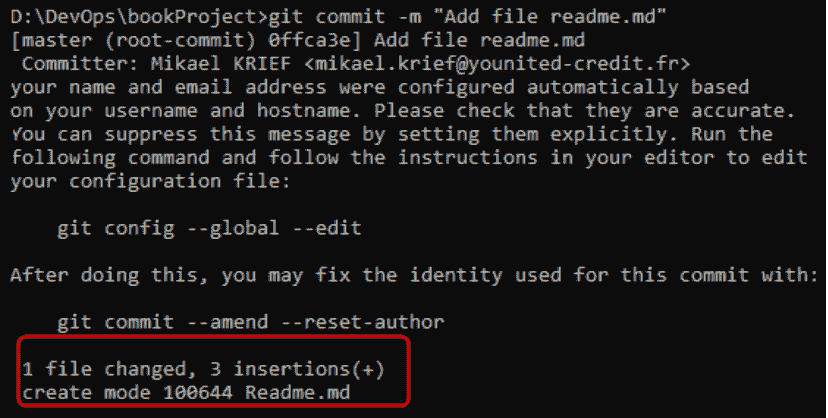 D:\DevOps\bookProject>git commit -m "Add file readme.md"
[master (root-commit) 0ffca3e] Add file readme.md
Committer: Mikael KRIEF <mikael.krief@younited-credit.fr>
your name and email address were configured automatically based
on your username and hostname. Please check that they are accurate.
You can suppress this message by setting them explicitly. Run the
following command and follow the instructions in your editor to edit
your configuration file:
git config --global --edit
After doing this, you may fix the identity used for this commit with:
git commit --amend --reset-author
1 file changed, 3 insertions(+)
create mode 100644 Readme.md